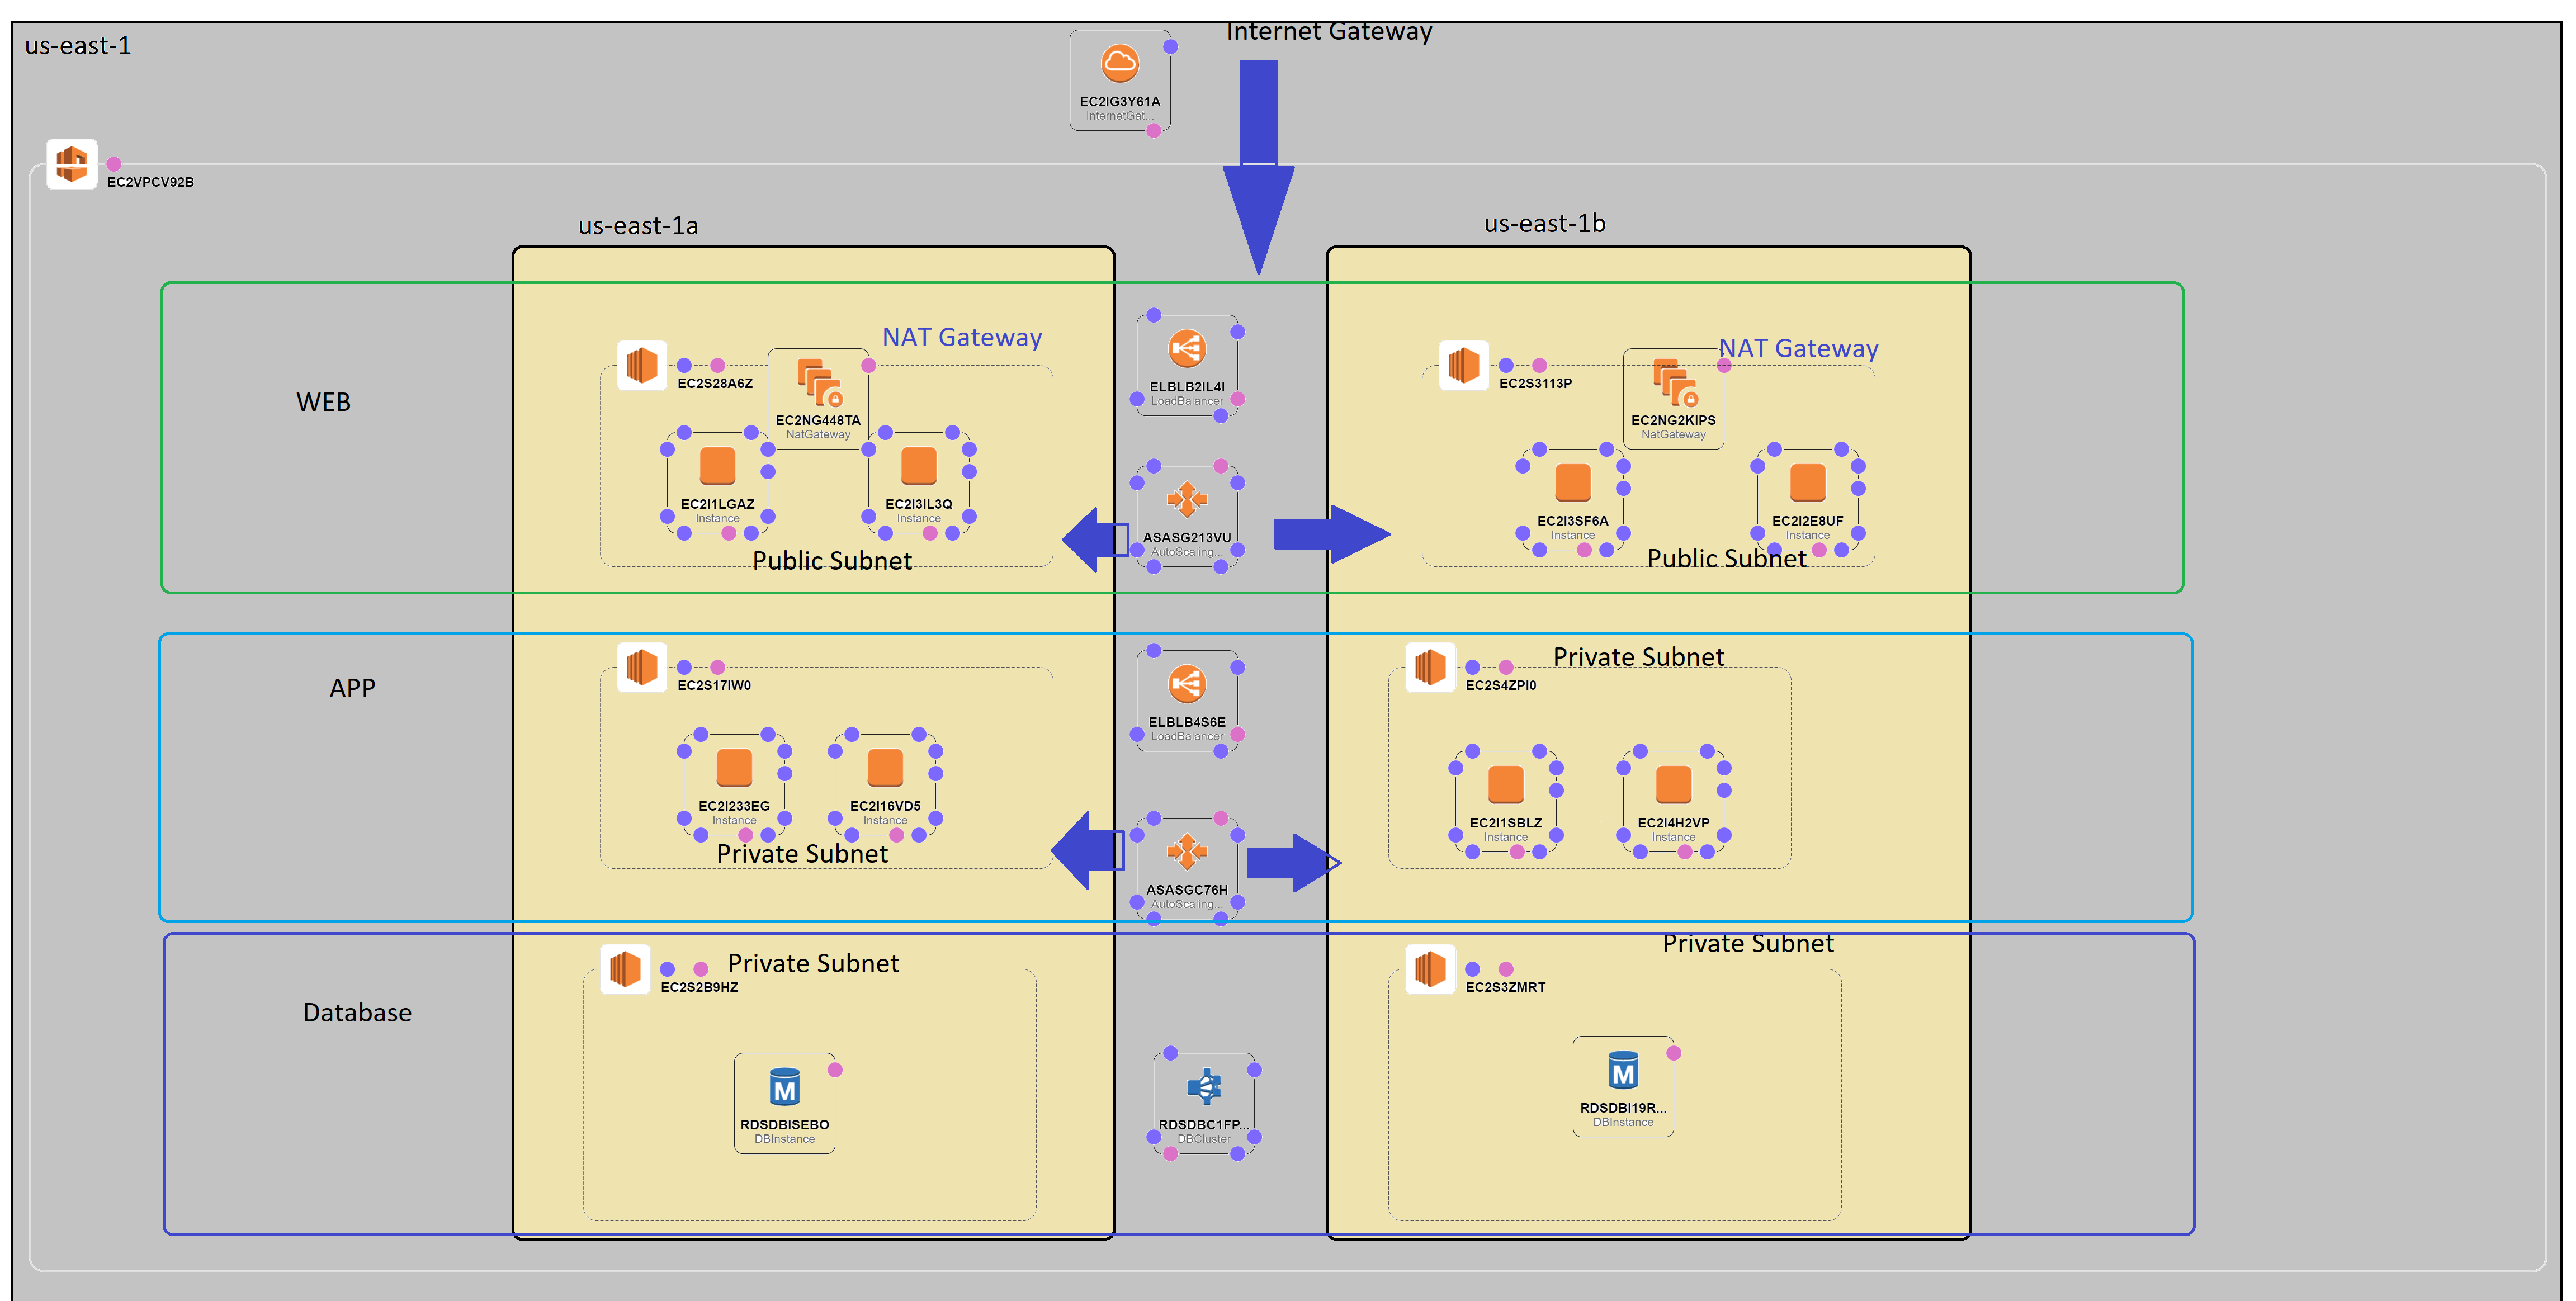 us-east-1
Internet Gateway
EC2IG3Y61A
InternetGat...
EC2VPCV92B
us-east-1a
us-east-1b
WEB
NAT Gateway
EC2S28A6Z
EC2NG448TA
NatGateway
EC2I1LGAZ
Instance
EC2I3IL3Q
Instance
Public Subnet
ELBLB2IL4I
LoadBalancer
ASASG213VU
AutoScaling...
NAT Gateway
EC2S3113P
EC2NG2KIPS
NatGateway
EC2I3SF6A
Instance
EC2I2E8UF
Instance
Public Subnet
APP
EC2S17IW0
EC2I233EG
Instance
EC2I16VD5
Instance
Private Subnet
ELBLB4S6E
LoadBalancer
ASASGC76H
AutoScaling...
Private Subnet
EC2S4ZPI0
EC2I1SBLZ
Instance
EC2I4H2VP
Instance
Database
Private Subnet
EC2S2B9HZ
RDSDBISEBO
DBInstance
RDSDBC1FP...
DBCluster
Private Subnet
EC2S3ZMRT
RDSDBI19R...
DBInstance